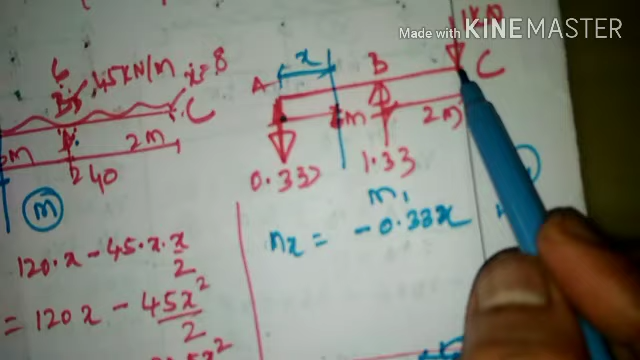 Made with KINEMASTER
45KN/m
B
C
2m
240
m
120·x - 45·x·x/2
= 120x - 45x²/2
x
A
B
C
m
2m
0.333
1.33
m₁
Mx = -0.33x